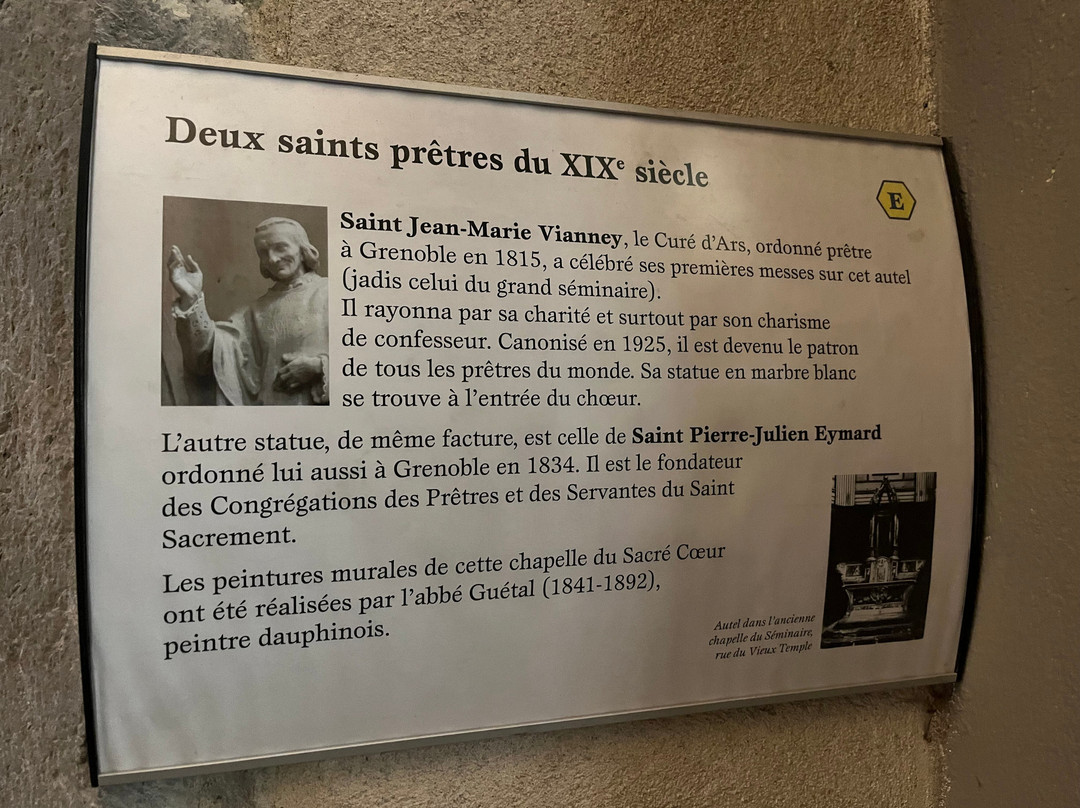 Deux saints prêtres du XIXe siècle
E
Saint Jean-Marie Vianney, le Curé d'Ars, ordonné prêtre
à Grenoble en 1815, a célébré ses premières messes sur cet autel
(jadis celui du grand séminaire).
Il rayonna par sa charité et surtout par son charisme
de confesseur. Canonisé en 1925, il est devenu le patron
de tous les prêtres du monde. Sa statue en marbre blanc
se trouve à l'entrée du chœur.
L'autre statue, de même facture, est celle de Saint Pierre-Julien Eymard
ordonné lui aussi à Grenoble en 1834. Il est le fondateur
des Congrégations des Prêtres et des Servantes du Saint
Sacrement.
Les peintures murales de cette chapelle du Sacré Cœur
ont été réalisées par l'abbé Guétal (1841-1892),
peintre dauphinois.
Autel dans l'ancienne
chapelle du Séminaire,
rue du Vieux Temple